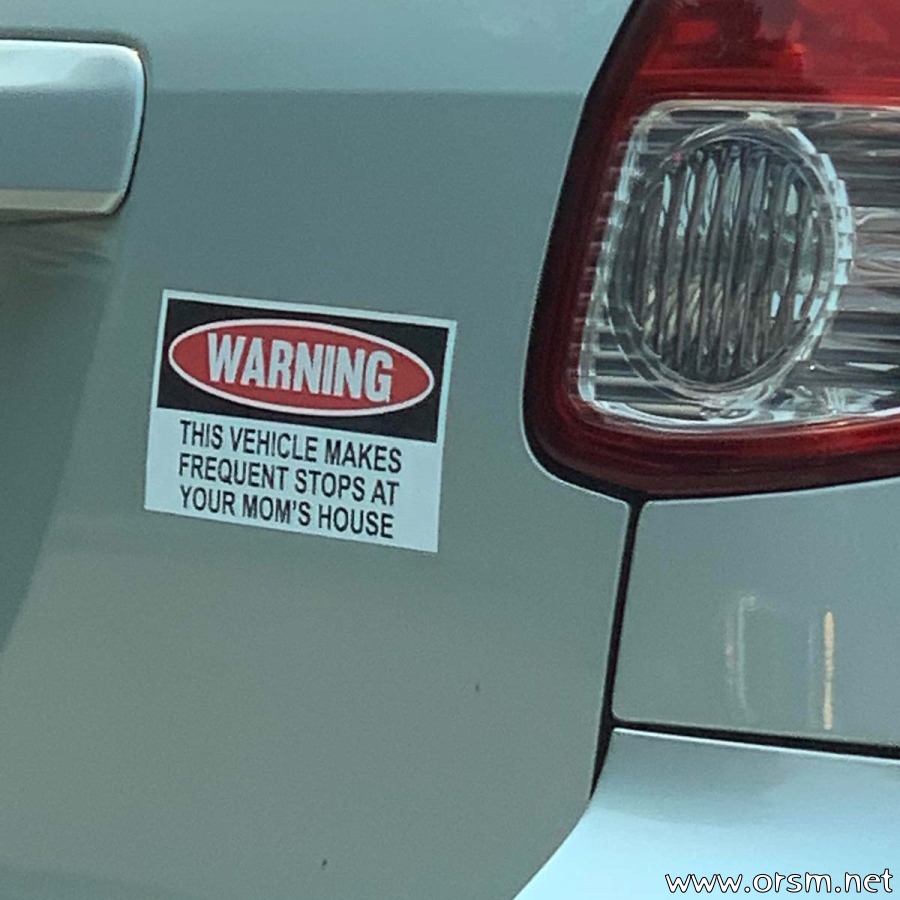 WARNING
THIS VEHICLE MAKES
FREQUENT STOPS AT
YOUR MOM'S HOUSE
www.orsm.net